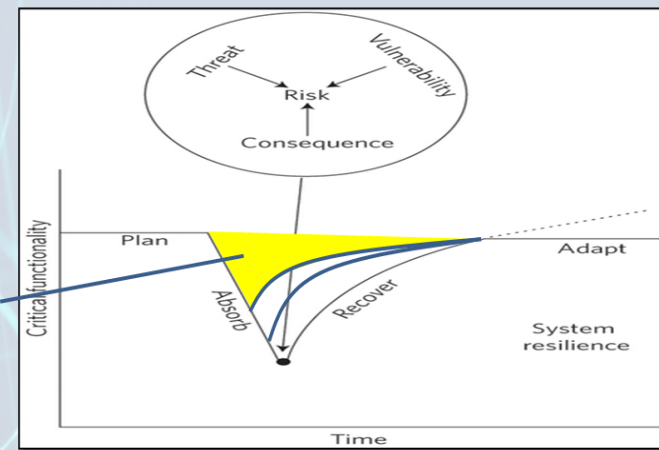 Threat
Vulnerability
Risk
Consequence
Critical functionality
Plan
Absorb
Recover
Adapt
System
resilience
Time